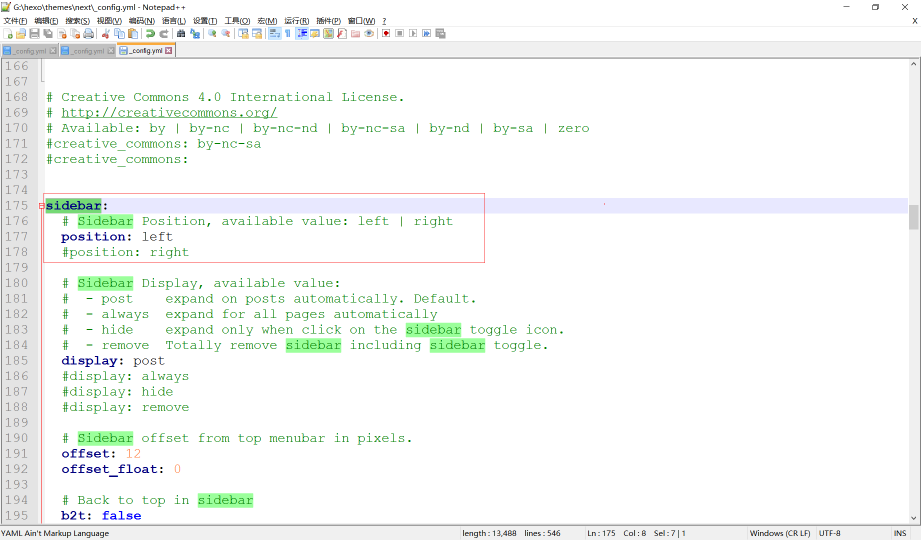 G:\hexo\themes\next\_config.yml - Notepad++
文件(F) 编辑(E) 搜索(S) 视图(V) 编码(N) 语言(L) 设置(T) 工具(O) 宏(M) 运行(R) 插件(P) 窗口(W) ? X
_config.yml _config.yml _config.yml
166
167
168 # Creative Commons 4.0 International License.
169 # http://creativecommons.org/
170 # Available: by | by-nc | by-nc-nd | by-nc-sa | by-nd | by-sa | zero
171 #creative_commons: by-nc-sa
172 #creative_commons:
173
174
175 sidebar:
176 # Sidebar Position, available value: left | right
177 position: left
178 #position: right
179
180 # Sidebar Display, available value:
181 # - post expand on posts automatically. Default.
182 # - always expand for all pages automatically
183 # - hide expand only when click on the sidebar toggle icon.
184 # - remove Totally remove sidebar including sidebar toggle.
185 display: post
186 #display: always
187 #display: hide
188 #display: remove
189
190 # Sidebar offset from top menubar in pixels.
191 offset: 12
192 offset_float: 0
193
194 # Back to top in sidebar
195 b2t: false
YAML Ain't Markup Language length : 13,488 lines : 546 Ln : 175 Col : 8 Sel : 7 | 1 Windows (CR LF) UTF-8 INS